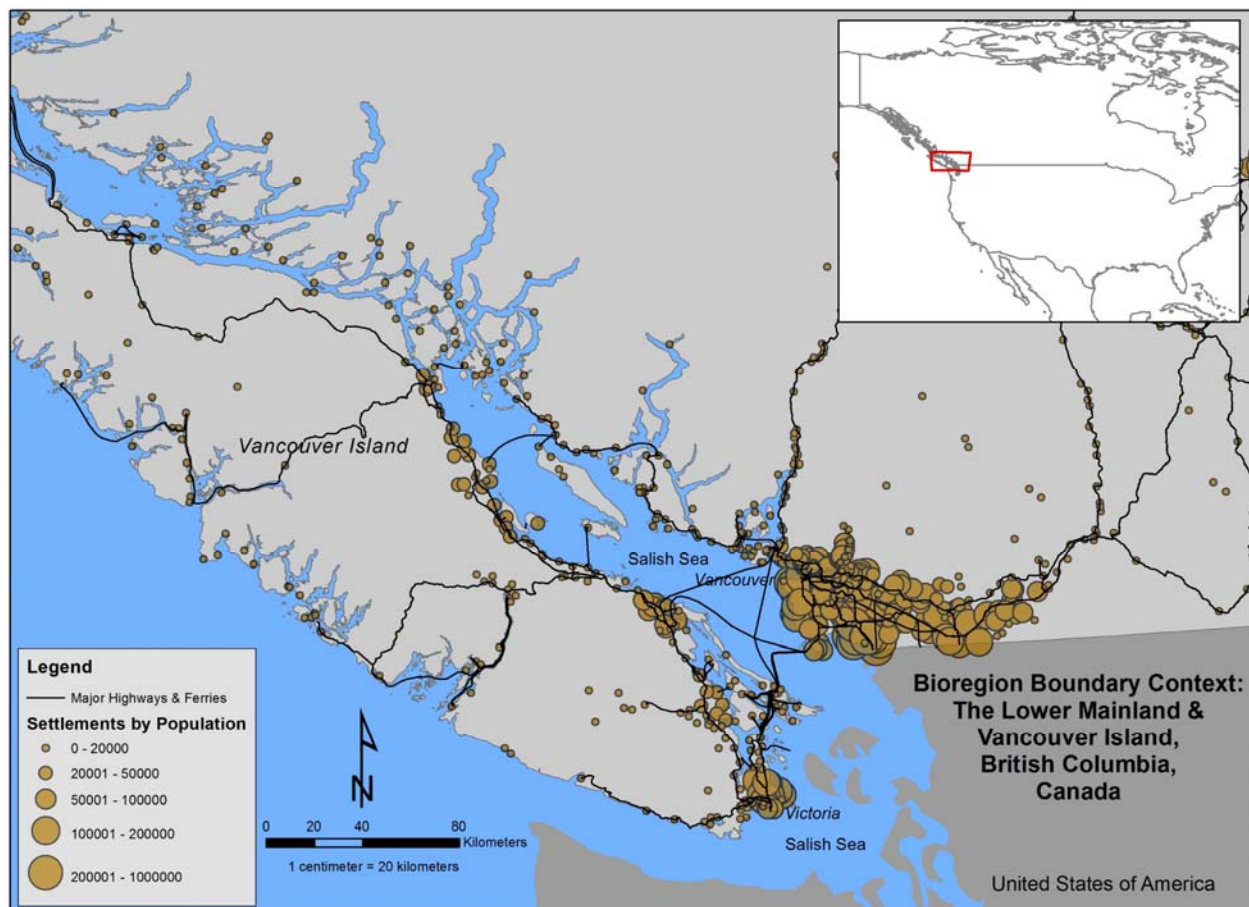 Vancouver Island
Salish Sea
Vancouver
Legend
Major Highways & Ferries
Settlements by Population
0 - 20000
20001 - 50000
50001 - 100000
100001 - 200000
200001 - 1000000
N
0 20 40 80
Kilometers
1 centimeter = 20 kilometers
Victoria
Salish Sea
Bioregion Boundary Context:
The Lower Mainland &
Vancouver Island,
British Columbia,
Canada
United States of America